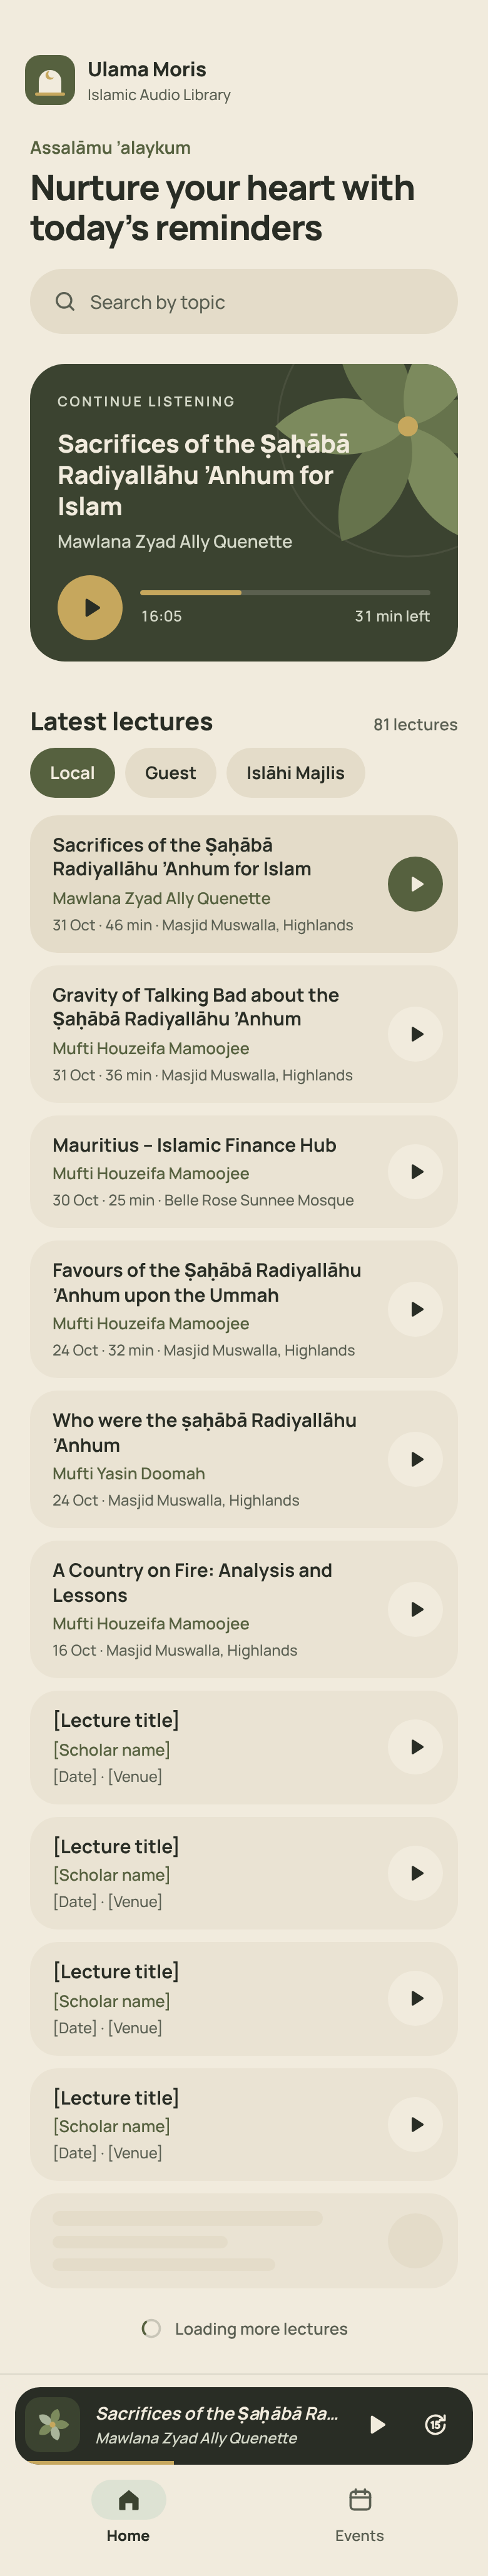 Ulama Moris
Islamic Audio Library
Assalāmu ’alaykum
Nurture your heart with
today’s reminders
Search by topic
CONTINUE LISTENING
Sacrifices of the Ṣaḥābā
Radiyallāhu ’Anhum for
Islam
Mawlana Zyad Ally Quenette
16:05
31 min left
Latest lectures
81 lectures
Local
Guest
Islāhi Majlis
Sacrifices of the Ṣaḥābā
Radiyallāhu ’Anhum for Islam
Mawlana Zyad Ally Quenette
31 Oct · 46 min · Masjid Muswalla, Highlands
Gravity of Talking Bad about the
Ṣaḥābā Radiyallāhu ’Anhum
Mufti Houzeifa Mamoojee
31 Oct · 36 min · Masjid Muswalla, Highlands
Mauritius – Islamic Finance Hub
Mufti Houzeifa Mamoojee
30 Oct · 25 min · Belle Rose Sunnee Mosque
Favours of the Ṣaḥābā Radiyallāhu
’Anhum upon the Ummah
Mufti Houzeifa Mamoojee
24 Oct · 32 min · Masjid Muswalla, Highlands
Who were the ṣaḥābā Radiyallāhu
’Anhum
Mufti Yasin Doomah
24 Oct · Masjid Muswalla, Highlands
A Country on Fire: Analysis and
Lessons
Mufti Houzeifa Mamoojee
16 Oct · Masjid Muswalla, Highlands
[Lecture title]
[Scholar name]
[Date] · [Venue]
[Lecture title]
[Scholar name]
[Date] · [Venue]
[Lecture title]
[Scholar name]
[Date] · [Venue]
[Lecture title]
[Scholar name]
[Date] · [Venue]
Loading more lectures
Sacrifices of the Ṣaḥābā Ra...
Mawlana Zyad Ally Quenette
15
Home
Events